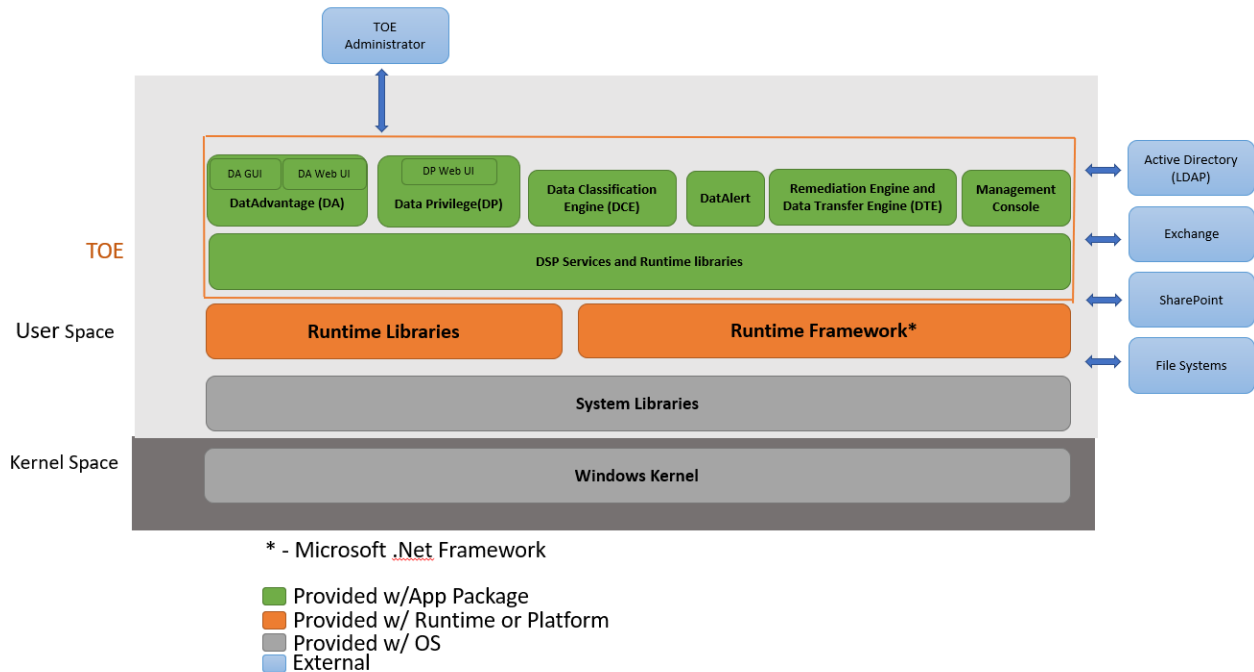 TOE
Administrator
DA GUI
DA Web UI
DatAdvantage (DA)
DP Web UI
Data Privilege(DP)
Data Classification
Engine (DCE)
DatAlert
Remediation Engine and
Data Transfer Engine (DTE)
Management
Console
Active Directory
(LDAP)
Exchange
SharePoint
File Systems
TOE
DSP Services and Runtime libraries
User Space
Runtime Libraries
Runtime Framework*
System Libraries
Kernel Space
Windows Kernel
* - Microsoft .Net Framework
Provided w/App Package
Provided w/ Runtime or Platform
Provided w/ OS
External